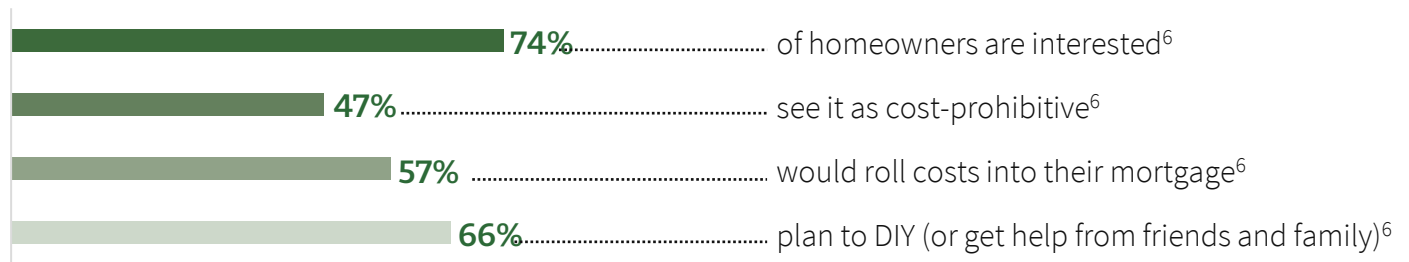 74% of homeowners are interested⁶
47% see it as cost-prohibitive⁶
57% would roll costs into their mortgage⁶
66% plan to DIY (or get help from friends and family)⁶